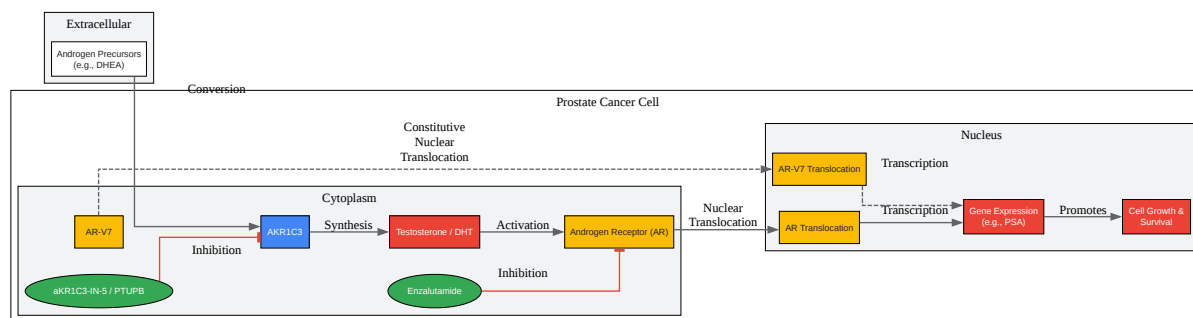 Extracellular
Androgen Precursors
(e.g., DHEA)
Conversion
Prostate Cancer Cell
Constitutive
Nuclear
Translocation
Nucleus
AR-V7 Translocation
Transcription
Cytoplasm
AR-V7
AKR1C3
Synthesis
Testosterone / DHT
Activation
Androgen Receptor (AR)
Nuclear
Translocation
AR Translocation
Transcription
Gene Expression
(e.g., PSA)
Promotes
Cell Growth &
Survival
Inhibition
aKR1C3-IN-5 / PTUPB
Enzalutamide
Inhibition